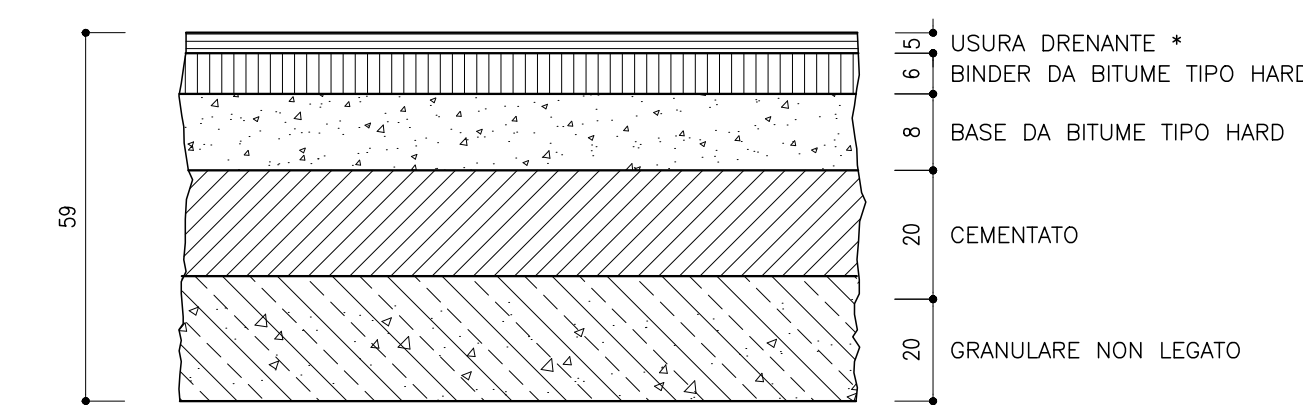 59
5 USURA DRENANTE *
6 BINDER DA BITUME TIPO HARD
8 BASE DA BITUME TIPO HARD
20 CEMENTATO
20 GRANULARE NON LEGATO